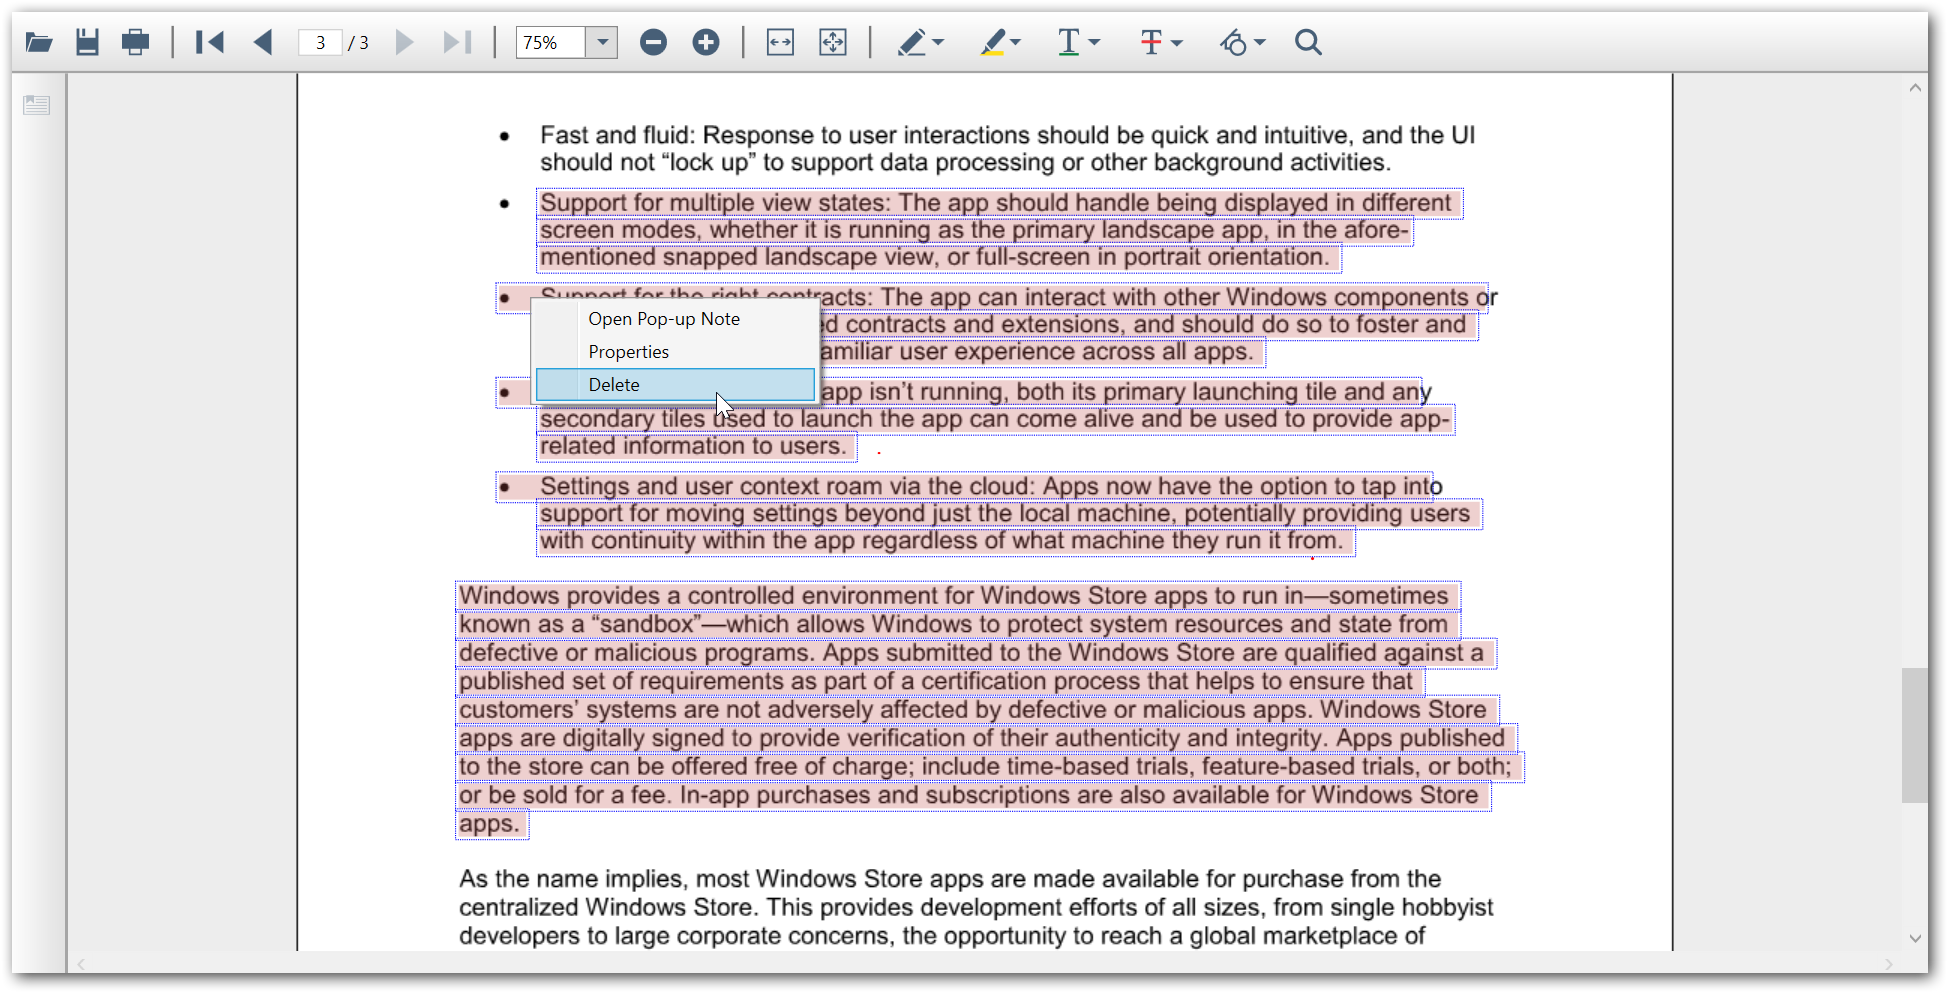 3 / 3
75%
• Fast and fluid: Response to user interactions should be quick and intuitive, and the UI
should not “lock up” to support data processing or other background activities.
• Support for multiple view states: The app should handle being displayed in different
screen modes, whether it is running as the primary landscape app, in the afore-
mentioned snapped landscape view, or full-screen in portrait orientation.
• Support for the right contracts: The app can interact with other Windows components or
Open Pop-up Note
ed contracts and extensions, and should do so to foster and
Properties
amiliar user experience across all apps.
Delete
• app isn’t running, both its primary launching tile and any
secondary tiles used to launch the app can come alive and be used to provide app-
related information to users.
• Settings and user context roam via the cloud: Apps now have the option to tap into
support for moving settings beyond just the local machine, potentially providing users
with continuity within the app regardless of what machine they run it from.
Windows provides a controlled environment for Windows Store apps to run in—sometimes
known as a “sandbox”—which allows Windows to protect system resources and state from
defective or malicious programs. Apps submitted to the Windows Store are qualified against a
published set of requirements as part of a certification process that helps to ensure that
customers’ systems are not adversely affected by defective or malicious apps. Windows Store
apps are digitally signed to provide verification of their authenticity and integrity. Apps published
to the store can be offered free of charge; include time-based trials, feature-based trials, or both;
or be sold for a fee. In-app purchases and subscriptions are also available for Windows Store
apps.
As the name implies, most Windows Store apps are made available for purchase from the
centralized Windows Store. This provides development efforts of all sizes, from single hobbyist
developers to large corporate concerns, the opportunity to reach a global marketplace of